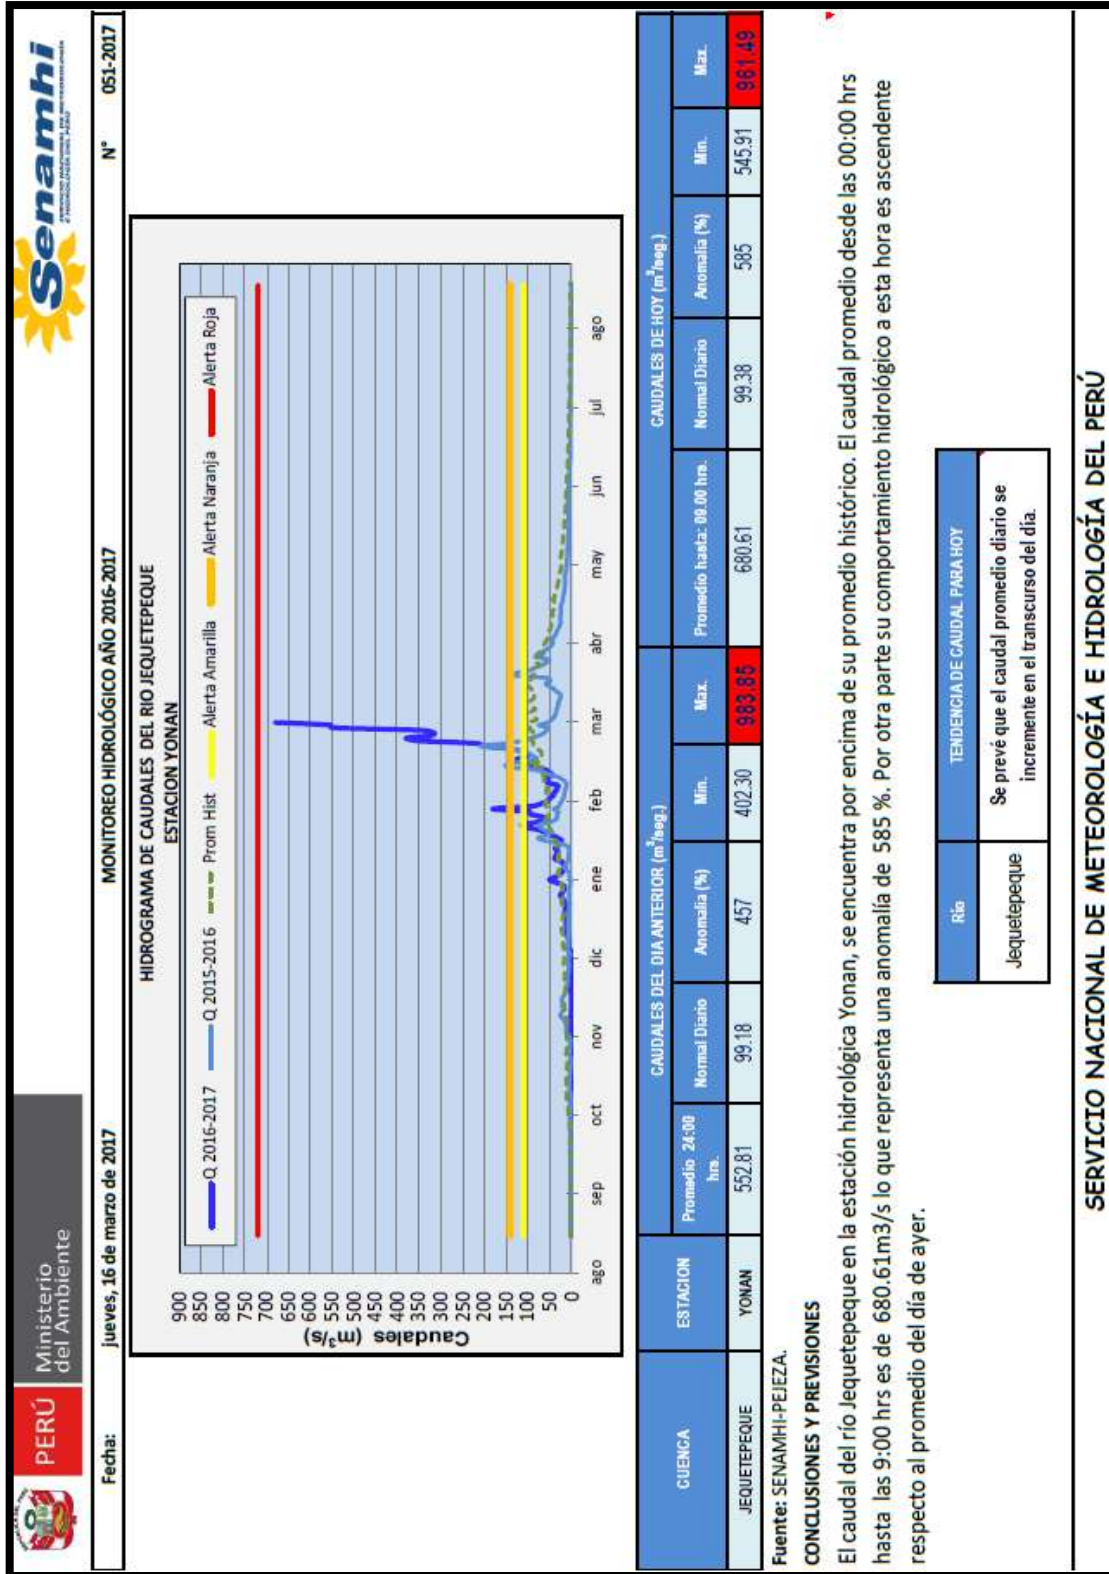 PERÚ
Ministerio
del Ambiente
Senamhi
SERVICIO NACIONAL DE METEOROLOGÍA
E HIDROLOGÍA DEL PERÚ
Fecha: jueves, 16 de marzo de 2017 MONITOREO HIDROLÓGICO AÑO 2016-2017 N° 051-2017
HIDROGRAMA DE CAUDALES DEL RIO JEQUETEPEQUE
ESTACION YONAN
Q 2016-2017 Q 2015-2016 Prom Hist Alerta Amarilla Alerta Naranja Alerta Roja
Caudales (m³/s)
900
850
800
750
700
650
600
550
500
450
400
350
300
250
200
150
100
50
0
ago sep oct nov dic ene feb mar abr may jun jul ago
CUENCA ESTACION CAUDALES DEL DIA ANTERIOR (m³/seg.) CAUDALES DE HOY (m³/seg.)
Promedio 24:00 hrs. Normal Diario Anomalia (%) Min. Max. Promedio hasta: 09.00 hrs. Normal Diario Anomalia (%) Min. Max.
JEQUETEPEQUE YONAN 552.81 99.18 457 402.30 983.85 680.61 99.38 585 545.91 981.49
Fuente: SENAMHI-PEJEZA.
CONCLUSIONES Y PREVISIONES
El caudal del río Jequetepeque en la estación hidrológica Yonan, se encuentra por encima de su promedio histórico. El caudal promedio desde las 00:00 hrs
hasta las 9:00 hrs es de 680.61m3/s lo que representa una anomalía de 585 %. Por otra parte su comportamiento hidrológico a esta hora es ascendente
respecto al promedio del día de ayer.
Río TENDENCIA DE CAUDAL PARA HOY
Jequetepeque Se prevé que el caudal promedio diario se
incremente en el transcurso del día.
SERVICIO NACIONAL DE METEOROLOGÍA E HIDROLOGÍA DEL PERÚ